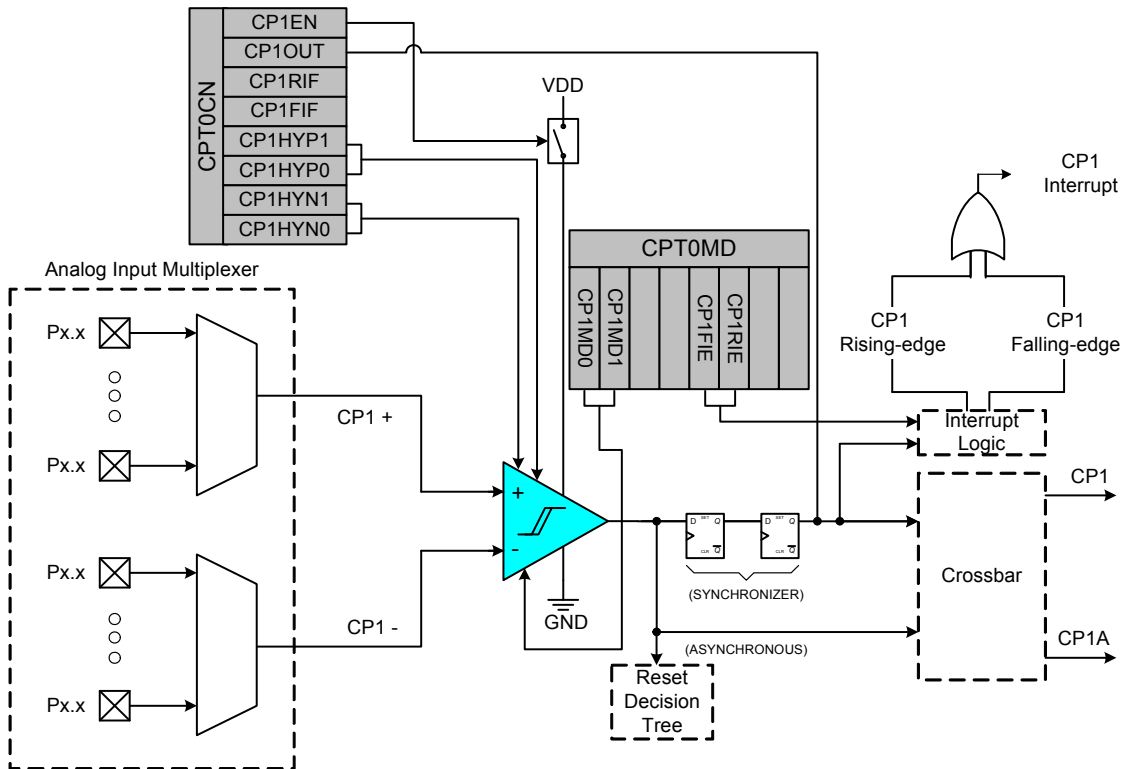 CPT0CN
CP1EN
CP1OUT
CP1RIF
CP1FIF
CP1HYP1
CP1HYP0
CP1HYN1
CP1HYN0
VDD
CPT0MD
CP1MD0
CP1MD1
CP1FIE
CP1RIE
CP1
Interrupt
CP1
Rising-edge
CP1
Falling-edge
Interrupt
Logic
Analog Input Multiplexer
Px.x
Px.x
Px.x
Px.x
CP1 +
CP1 -
+
-
GND
D SET Q
CLR Q
D SET Q
CLR Q
(SYNCHRONIZER)
(ASYNCHRONOUS)
Reset
Decision
Tree
Crossbar
CP1
CP1A